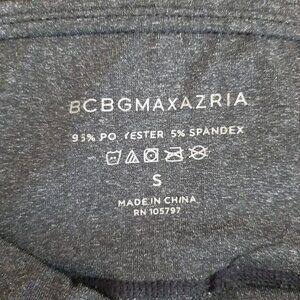 BCBGMAXAZRIA
95% PO YESTER 5% SPANDEX
S
MADE IN CHINA
RN 105797